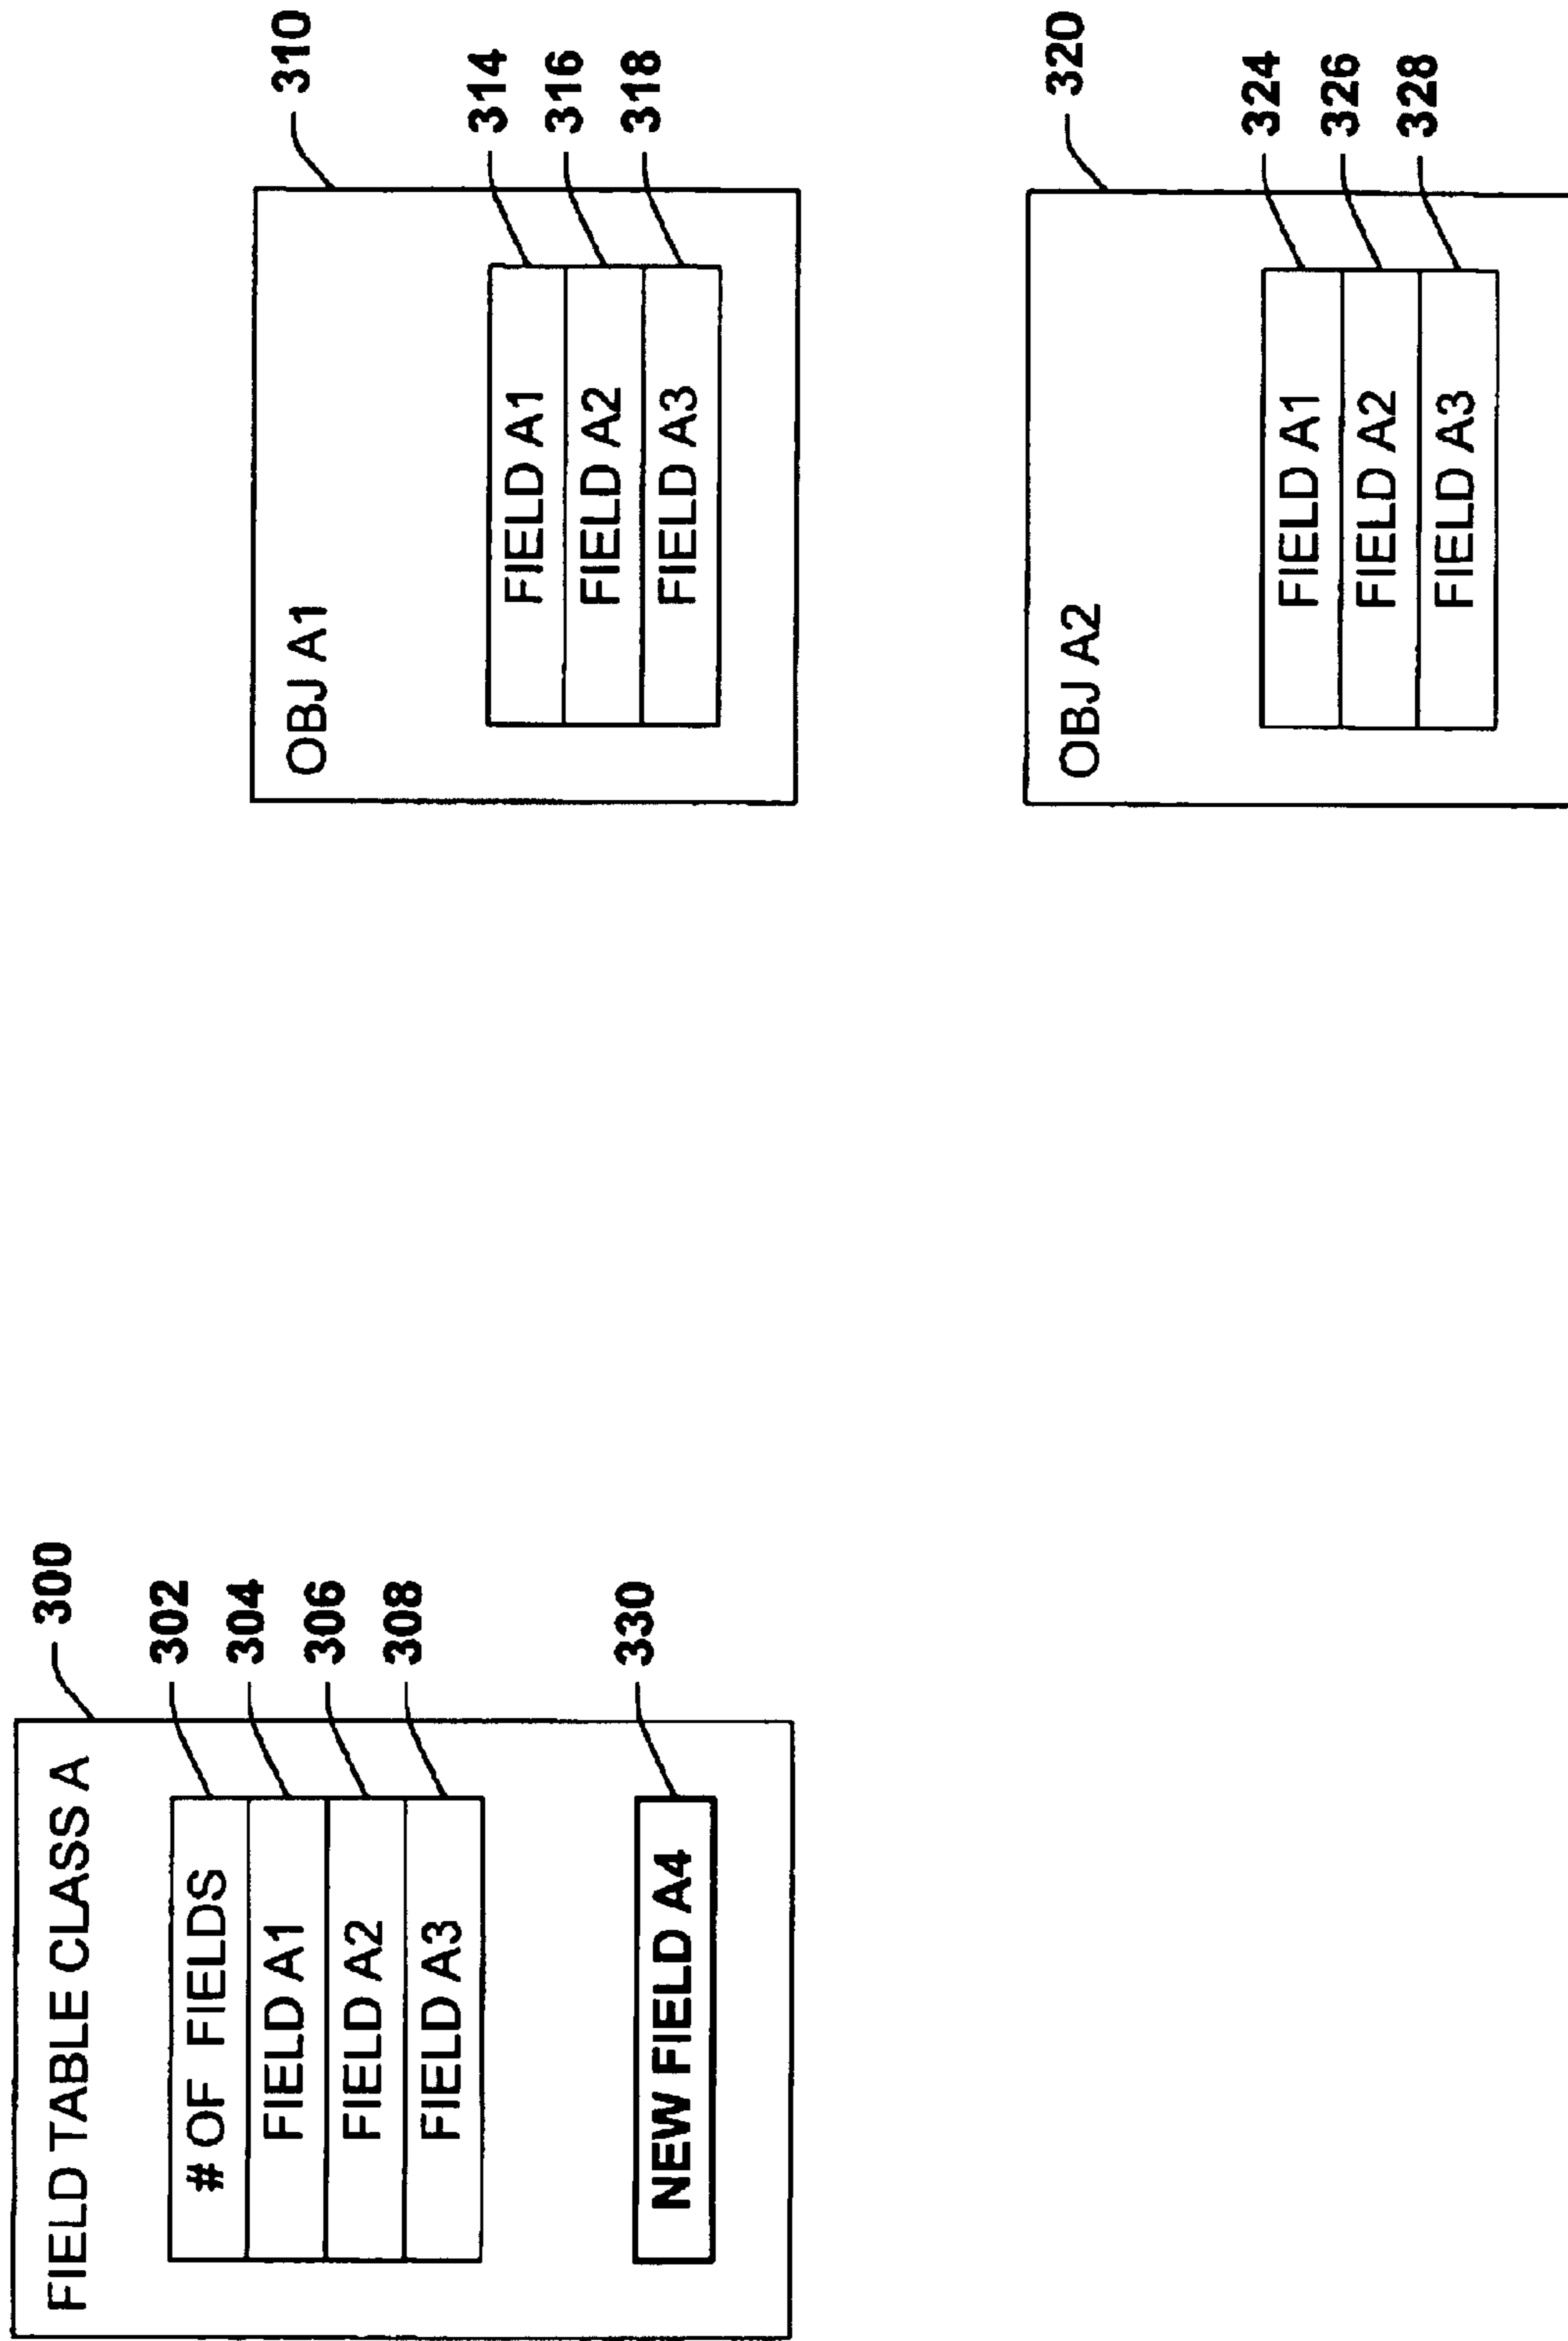 FIELD TABLE CLASS A
300
# OF FIELDS
302
FIELD A1
304
FIELD A2
306
FIELD A3
308
NEW FIELD A4
330
OBJ A1
310
FIELD A1
314
FIELD A2
316
FIELD A3
318
OBJ A2
320
FIELD A1
324
FIELD A2
326
FIELD A3
328